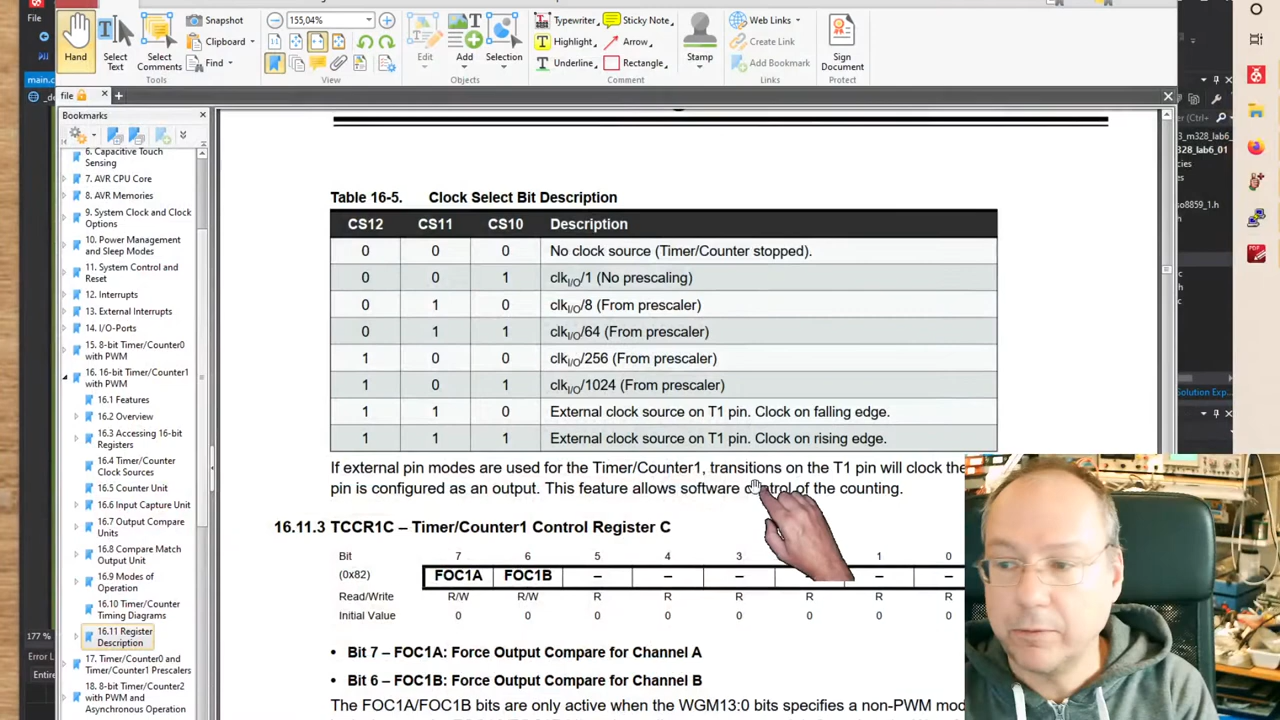 File
Hand
Select
Text
Select
Comments
Snapshot
Clipboard
Find
Tools
155,04%
View
Edit
Add
Selection
Objects
Typewriter
Sticky Note
Highlight
Arrow
Underline
Rectangle
Comment
Stamp
Web Links
Create Link
Add Bookmark
Links
Sign
Document
Protect
main.c
file
Bookmarks
6. Capacitive Touch
Sensing
7. AVR CPU Core
8. AVR Memories
9. System Clock and Clock
Options
10. Power Management
and Sleep Modes
11. System Control and
Reset
12. Interrupts
13. External Interrupts
14. I/O-Ports
15. 8-bit Timer/Counter0
with PWM
16. 16-bit Timer/Counter1
with PWM
16.1 Features
16.2 Overview
16.3 Accessing 16-bit
Registers
16.4 Timer/Counter
Clock Sources
16.5 Counter Unit
16.6 Input Capture Unit
16.7 Output Compare
Units
16.8 Compare Match
Output Unit
16.9 Modes of
Operation
16.10 Timer/Counter
Timing Diagrams
16.11 Register
Description
17. Timer/Counter0 and
Timer/Counter1 Prescalers
18. 8-bit Timer/Counter2
with PWM and
Asynchronous Operation
177 %
Error L
Entire
Table 16-5. Clock Select Bit Description
CS12 CS11 CS10 Description
0 0 0 No clock source (Timer/Counter stopped).
0 0 1 clkI/O/1 (No prescaling)
0 1 0 clkI/O/8 (From prescaler)
0 1 1 clkI/O/64 (From prescaler)
1 0 0 clkI/O/256 (From prescaler)
1 0 1 clkI/O/1024 (From prescaler)
1 1 0 External clock source on T1 pin. Clock on falling edge.
1 1 1 External clock source on T1 pin. Clock on rising edge.
If external pin modes are used for the Timer/Counter1, transitions on the T1 pin will clock the
pin is configured as an output. This feature allows software control of the counting.
16.11.3 TCCR1C – Timer/Counter1 Control Register C
Bit 7 6 5 4 3 1 0
(0x82) FOC1A FOC1B – – – – – –
Read/Write R/W R/W R R R R R R
Initial Value 0 0 0 0 0 0 0 0
• Bit 7 – FOC1A: Force Output Compare for Channel A
• Bit 6 – FOC1B: Force Output Compare for Channel B
The FOC1A/FOC1B bits are only active when the WGM13:0 bits specifies a non-PWM mod
3_m328_lab6
m328_lab6_01
cies
so8859_1.h
Solution Expl